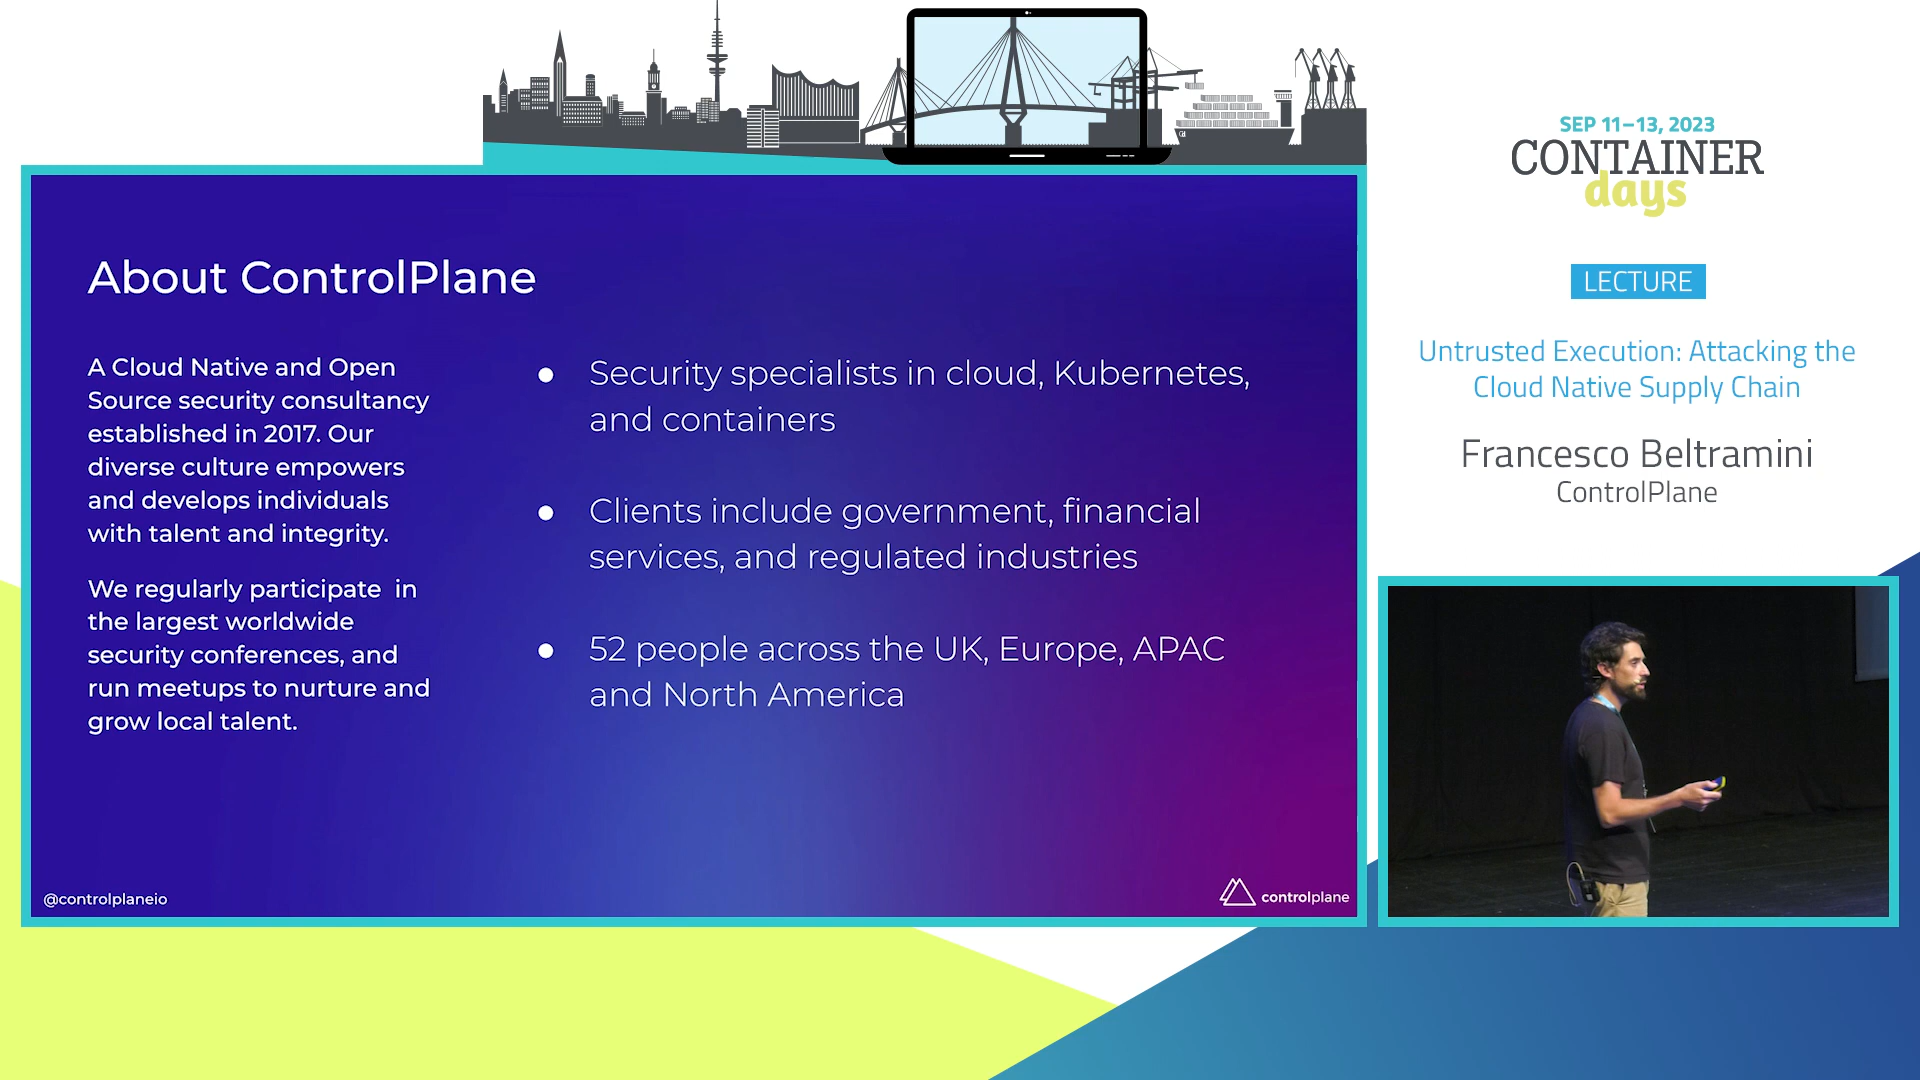 About ControlPlane
A Cloud Native and Open
Source security consultancy
established in 2017. Our
diverse culture empowers
and develops individuals
with talent and integrity.
We regularly participate in
the largest worldwide
security conferences, and
run meetups to nurture and
grow local talent.
● Security specialists in cloud, Kubernetes,
and containers
● Clients include government, financial
services, and regulated industries
● 52 people across the UK, Europe, APAC
and North America
@controlplaneio
controlplane
SEP 11–13, 2023
CONTAINER
days
LECTURE
Untrusted Execution: Attacking the
Cloud Native Supply Chain
Francesco Beltramini
ControlPlane